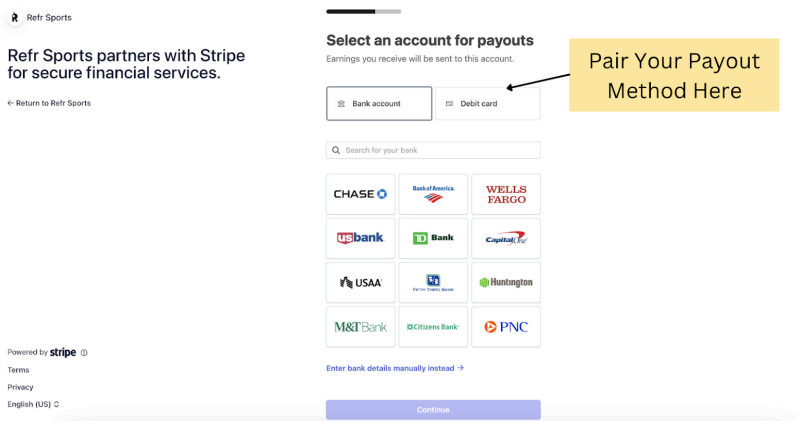 Refr Sports
Refr Sports partners with Stripe
for secure financial services.
← Return to Refr Sports
Select an account for payouts
Earnings you receive will be sent to this account.
Bank account
Debit card
Pair Your Payout
Method Here
Search for your bank
CHASE
Bank of America
WELLS
FARGO
usbank
TD Bank
Capital One
USAA
FIFTH THIRD BANK
Huntington
M&T Bank
Citizens Bank
PNC
Enter bank details manually instead →
Continue
Powered by stripe
Terms
Privacy
English (US)